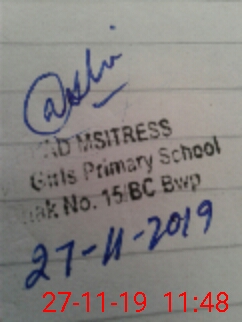 MSITRESS
Girls Primary School
No. 15/BC Bwp
27-11-2019
27-11-19 11:48